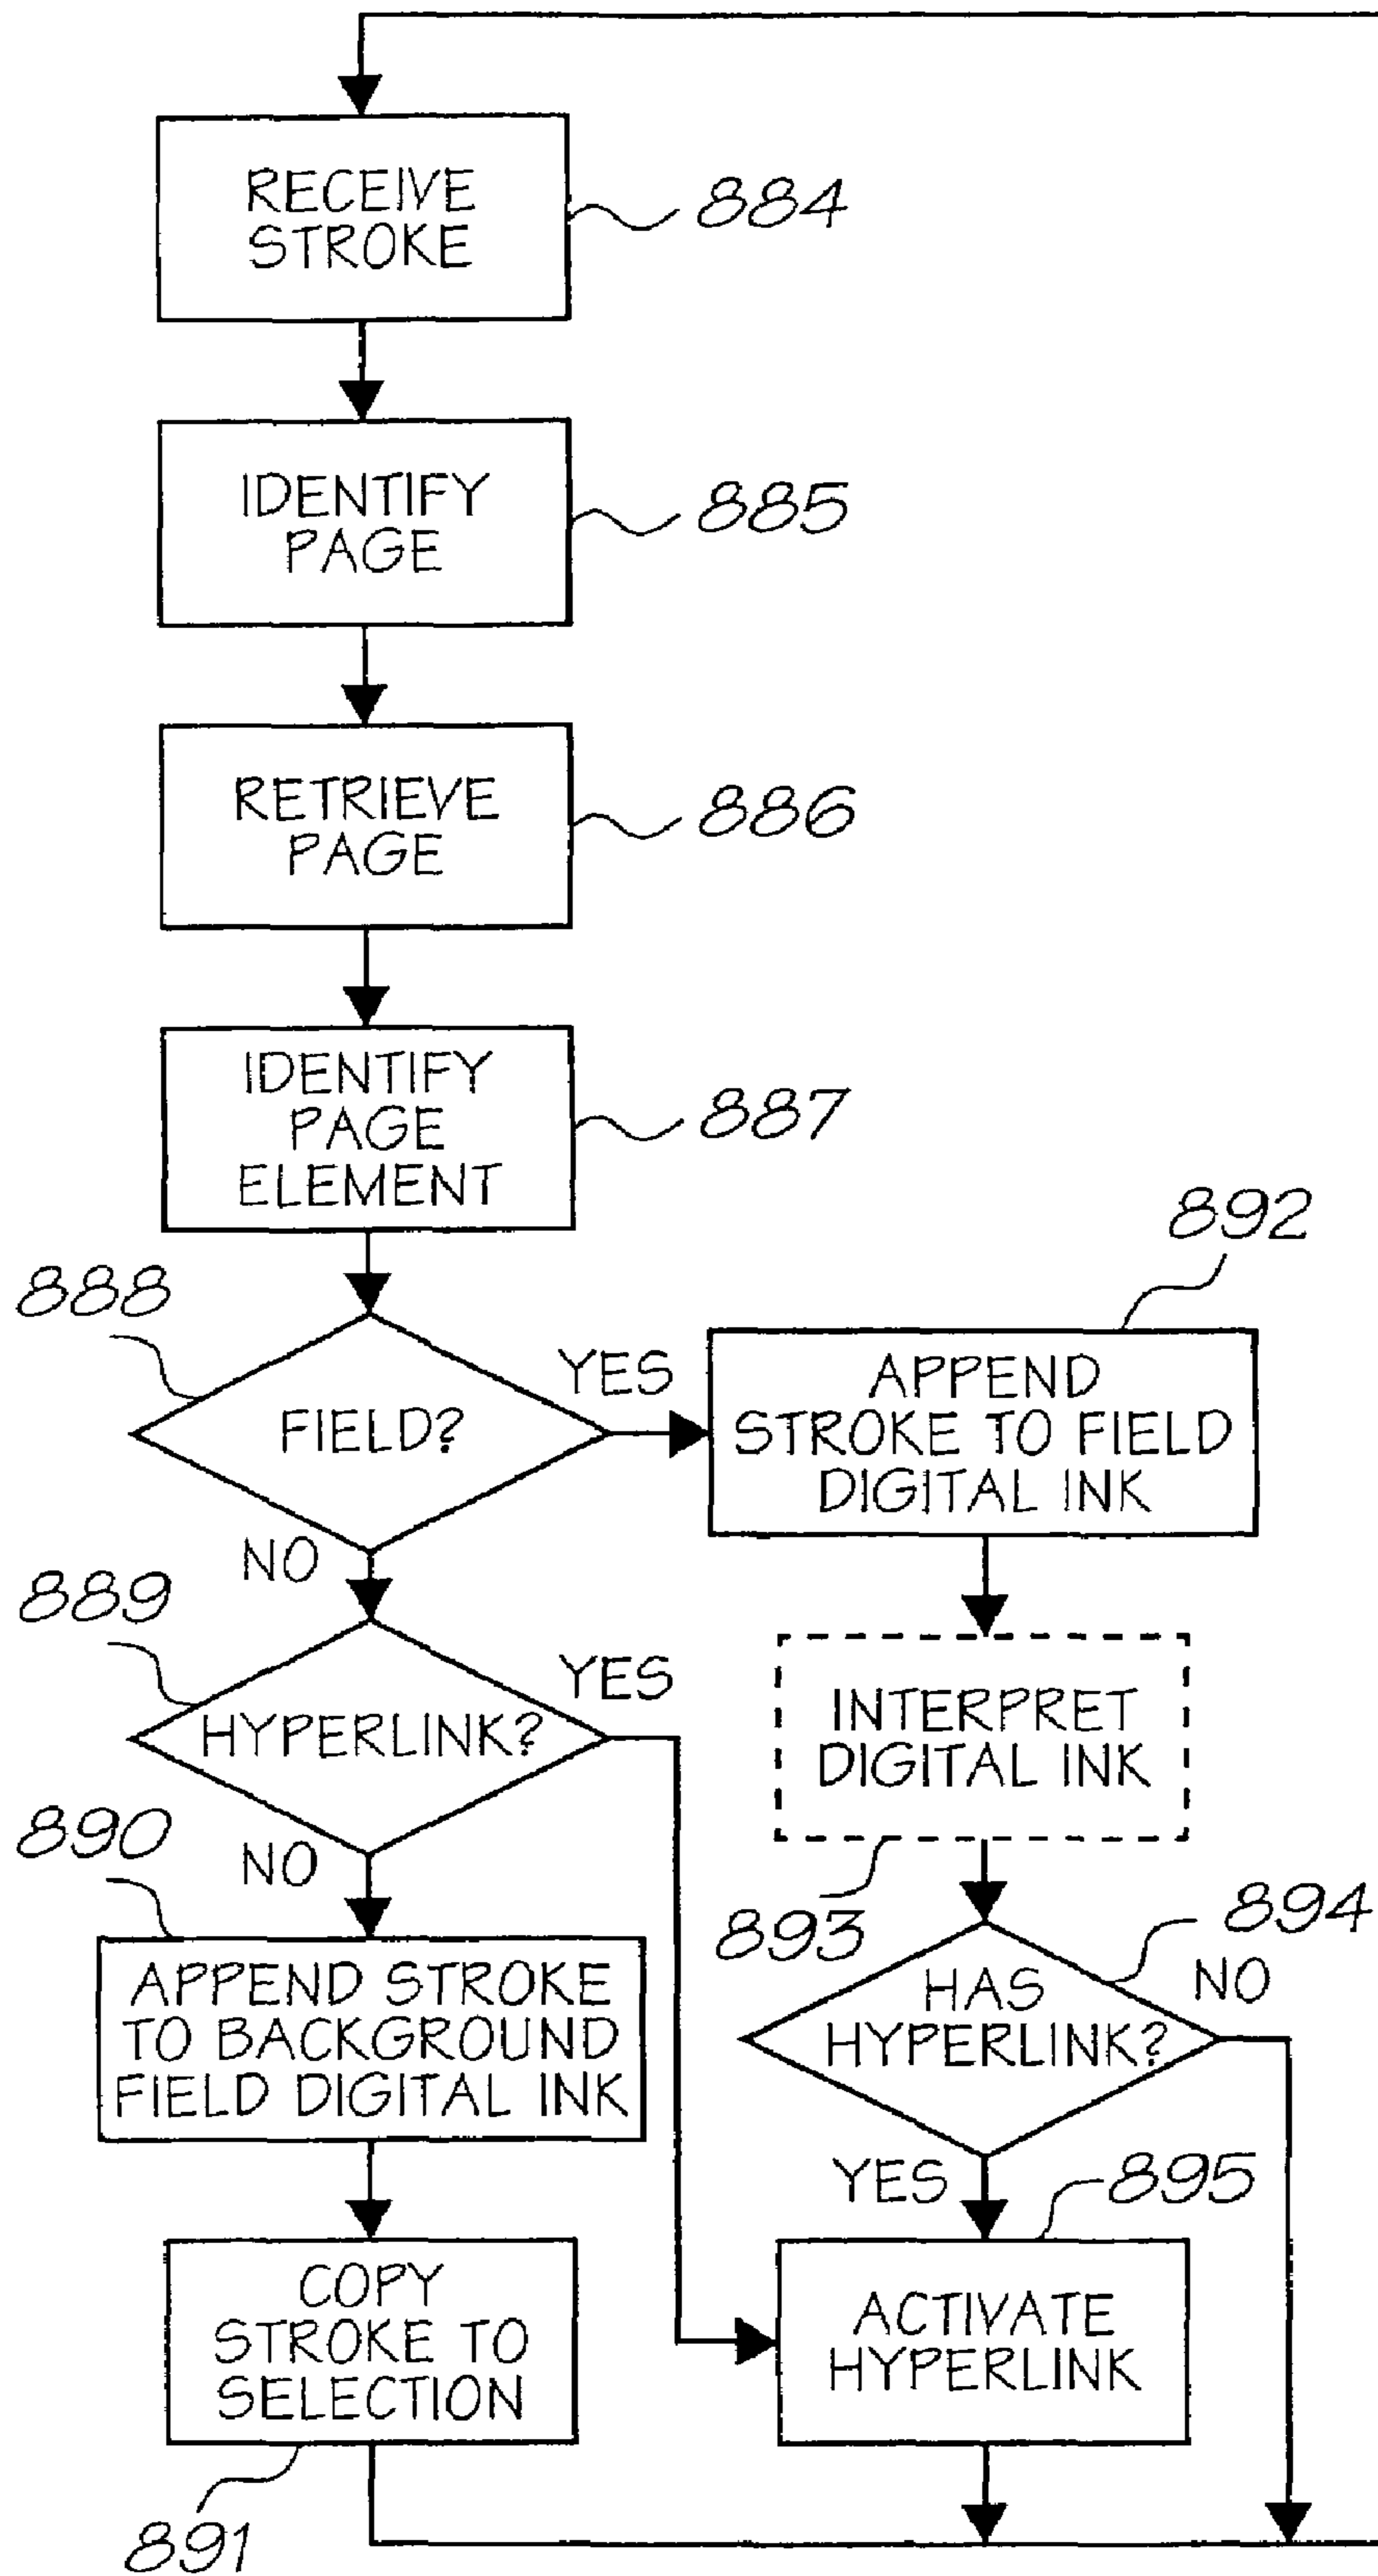 RECEIVE
STROKE
884
IDENTIFY
PAGE
885
RETRIEVE
PAGE
886
IDENTIFY
PAGE
ELEMENT
887
888
FIELD?
YES
NO
892
APPEND
STROKE TO FIELD
DIGITAL INK
889
HYPERLINK?
YES
NO
INTERPRET
DIGITAL INK
893
890
APPEND STROKE
TO BACKGROUND
FIELD DIGITAL INK
894
HAS
HYPERLINK?
NO
YES
895
COPY
STROKE TO
SELECTION
891
ACTIVATE
HYPERLINK